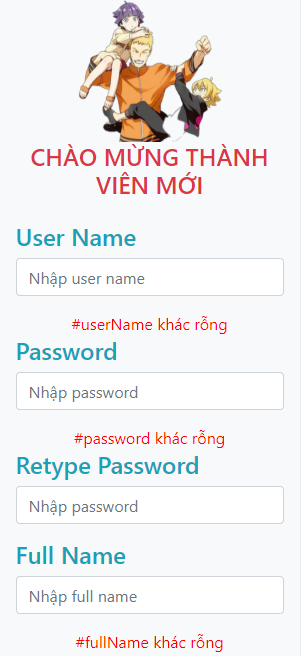 CHÀO MỪNG THÀNH
VIÊN MỚI
User Name
Nhập user name
#userName khác rỗng
Password
Nhập password
#password khác rỗng
Retype Password
Nhập password
Full Name
Nhập full name
#fullName khác rỗng